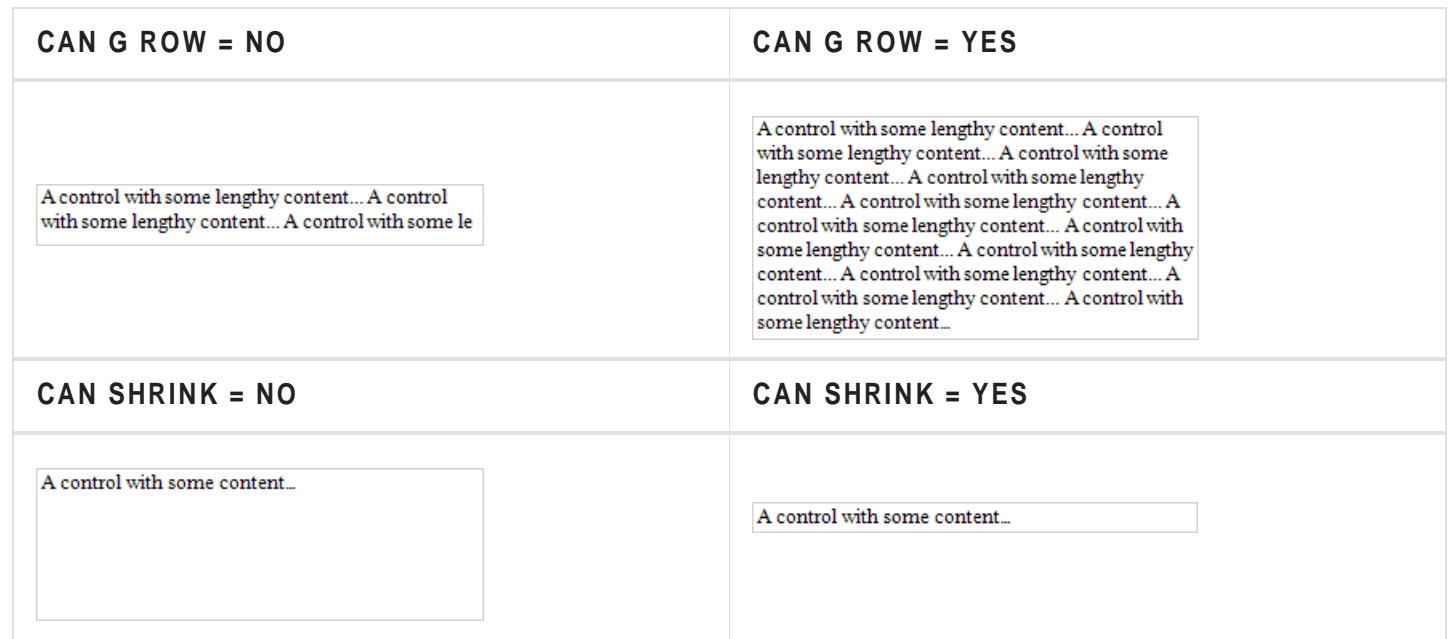 CAN G ROW = NO
CAN G ROW = YES
A control with some lengthy content... A control
with some lengthy content... A control with some le
A control with some lengthy content... A control
with some lengthy content... A control with some
lengthy content... A control with some lengthy
content... A control with some lengthy content... A
control with some lengthy content... A control with
some lengthy content... A control with some lengthy
content... A control with some lengthy content... A
control with some lengthy content... A control with
some lengthy content...
CAN SHRINK = NO
CAN SHRINK = YES
A control with some content...
A control with some content...